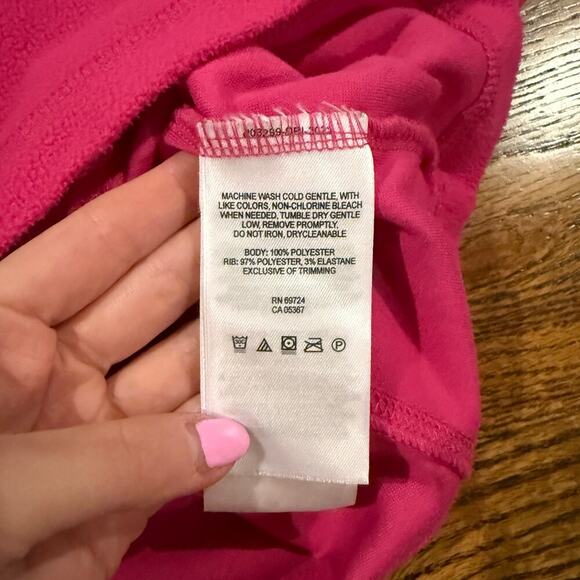 MACHINE WASH COLD GENTLE, WITH
LIKE COLORS, NON-CHLORINE BLEACH
WHEN NEEDED, TUMBLE DRY GENTLE
LOW, REMOVE PROMPTLY,
DO NOT IRON, DRYCLEANABLE
BODY: 100% POLYESTER
RIB: 97% POLYESTER, 3% ELASTANE
EXCLUSIVE OF TRIMMING
RN 69724
CA 05367
P